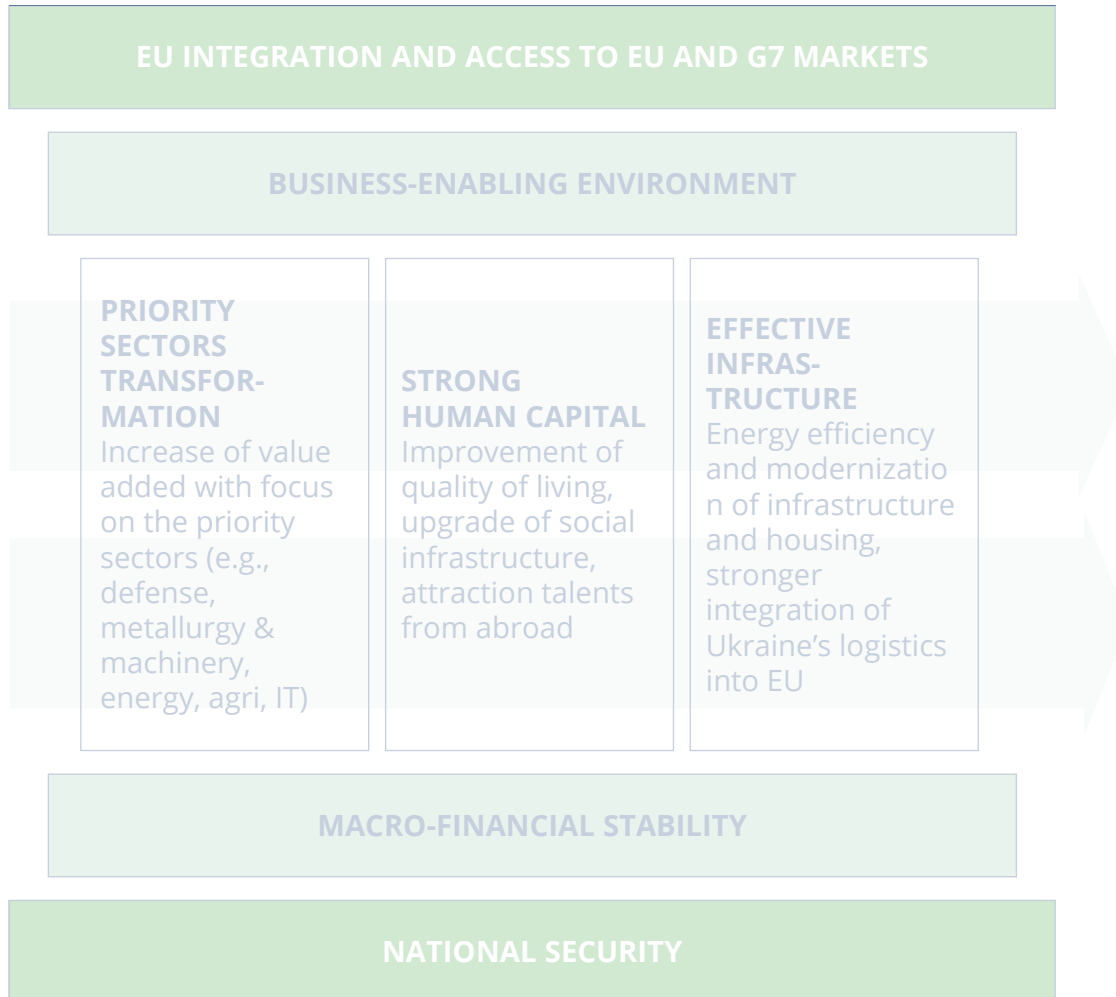 EU INTEGRATION AND ACCESS TO EU AND G7 MARKETS
BUSINESS-ENABLING ENVIRONMENT
PRIORITY
SECTORS
TRANSFOR-
MATION
Increase of value
added with focus
on the priority
sectors (e.g.,
defense,
metallurgy &
machinery,
energy, agri, IT)
STRONG
HUMAN CAPITAL
Improvement of
quality of living,
upgrade of social
infrastructure,
attraction talents
from abroad
EFFECTIVE
INFRAS-
TRUCTURE
Energy efficiency
and modernizatio
n of infrastructure
and housing,
stronger
integration of
Ukraine’s logistics
into EU
MACRO-FINANCIAL STABILITY
NATIONAL SECURITY